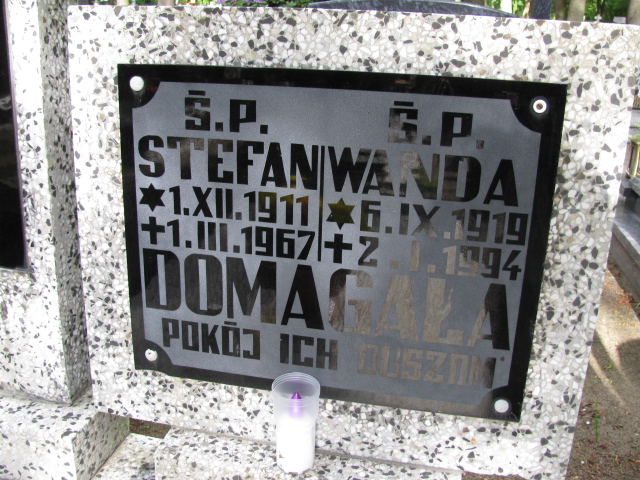 Ś.P. Ś.P.
STEFAN WANDA
1.XII.1911 6.IX.1919
1.III.1967 2.I.1994
DOMAGAŁA
POKÓJ ICH DUSZOM